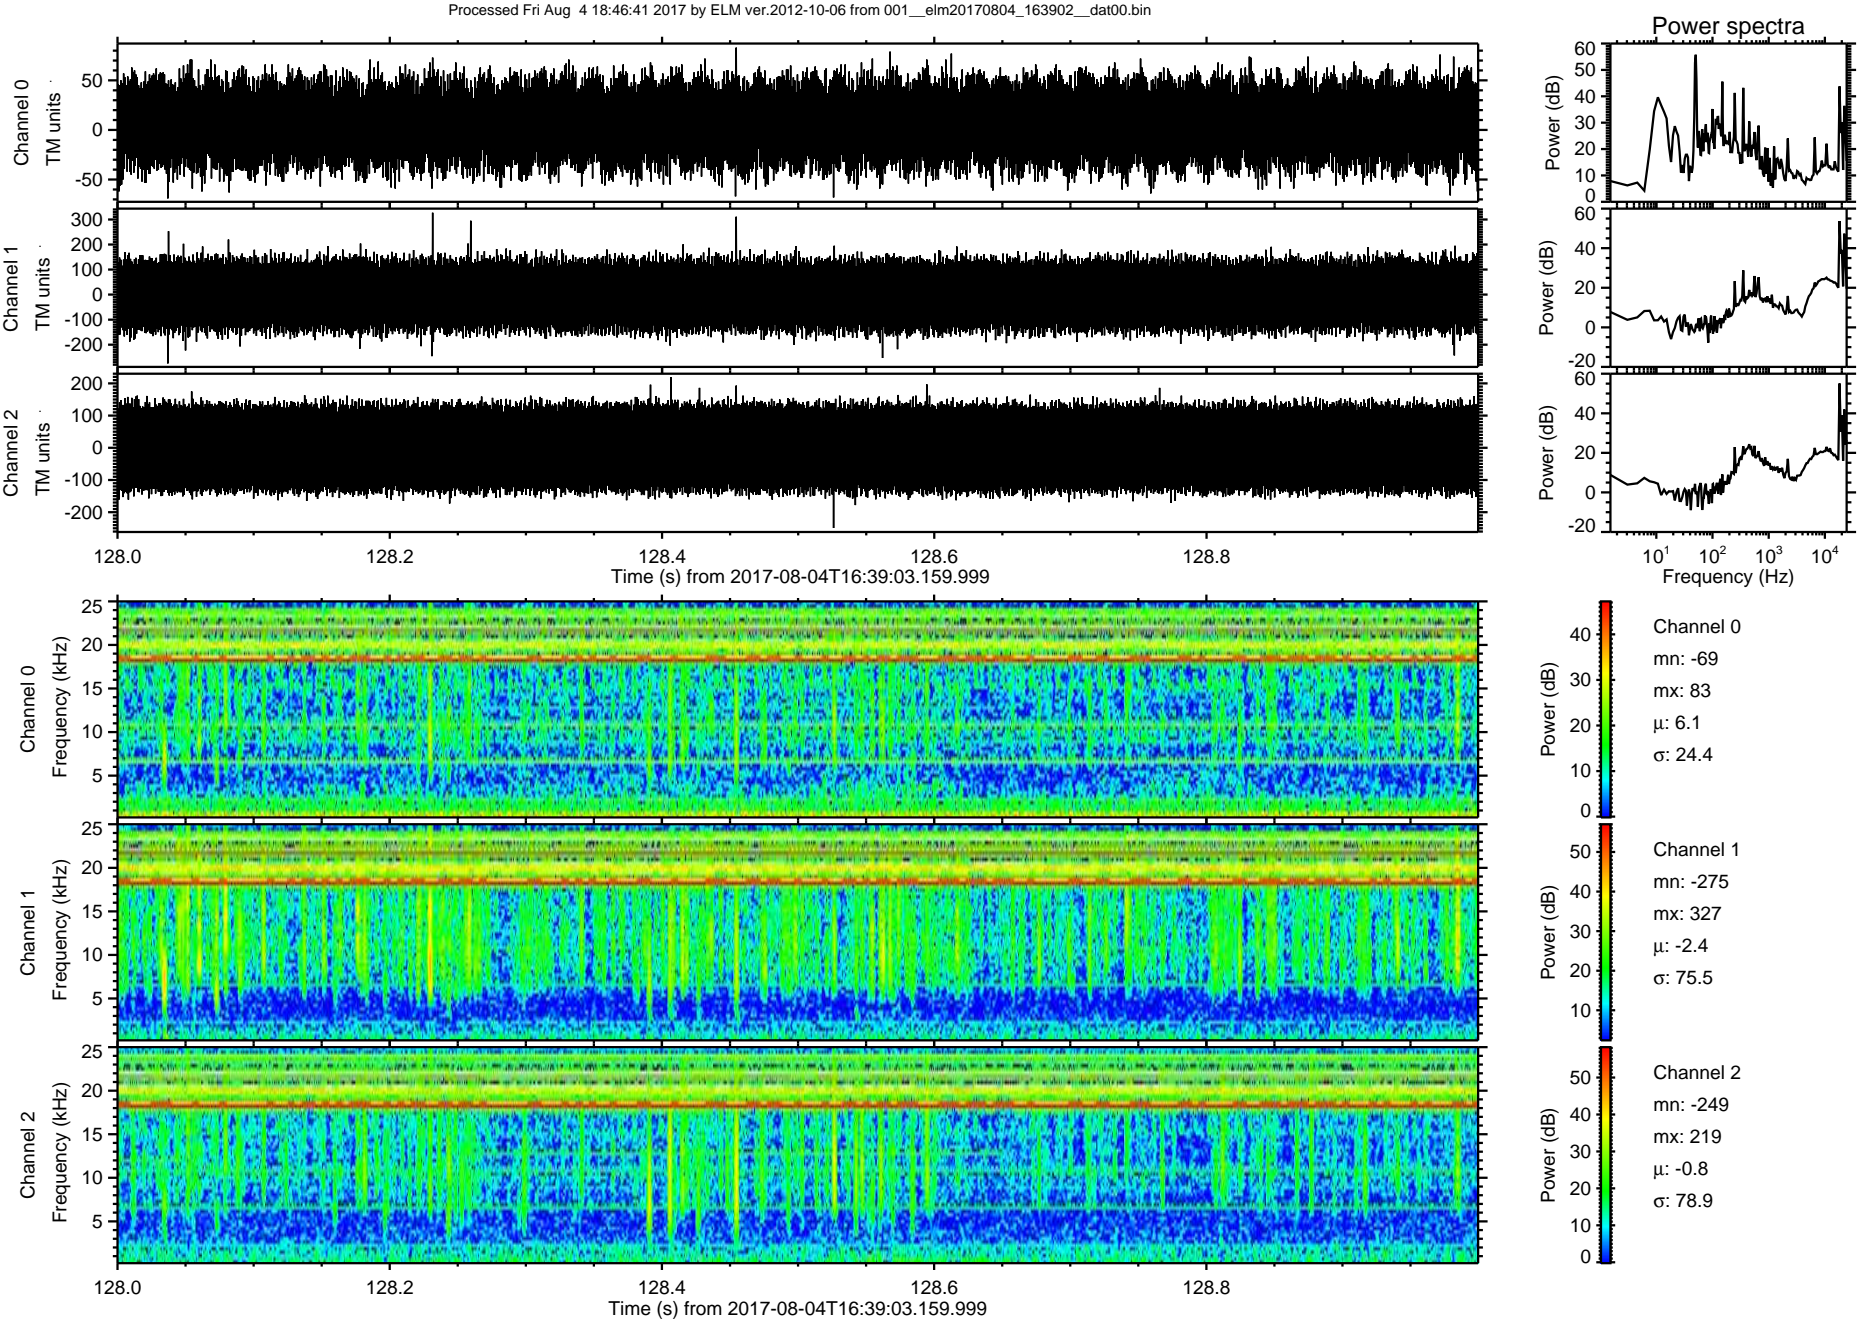 Processed Fri Aug  4 18:46:41 2017 by ELM ver.2012-10-06 from 001__elm20170804_163902__dat00.bin
Power spectra
Channel 0
TM units
50
0
-50
Power (dB)
60
50
40
30
20
10
0
Channel 1
TM units
300
200
100
0
-100
-200
Power (dB)
60
40
20
0
-20
Channel 2
TM units
200
100
0
-100
-200
Power (dB)
60
40
20
0
-20
128.0 128.2 128.4 128.6 128.8
Time (s) from 2017-08-04T16:39:03.159.999
10^1 10^2 10^3 10^4
Frequency (Hz)
Channel 0
Frequency (kHz)
25
20
15
10
5
Power (dB)
40
30
20
10
0
Channel 0
mn: -69
mx: 83
μ: 6.1
σ: 24.4
Channel 1
Frequency (kHz)
25
20
15
10
5
Power (dB)
50
40
30
20
10
Channel 1
mn: -275
mx: 327
μ: -2.4
σ: 75.5
Channel 2
Frequency (kHz)
25
20
15
10
5
Power (dB)
50
40
30
20
10
0
Channel 2
mn: -249
mx: 219
μ: -0.8
σ: 78.9
128.0 128.2 128.4 128.6 128.8
Time (s) from 2017-08-04T16:39:03.159.999